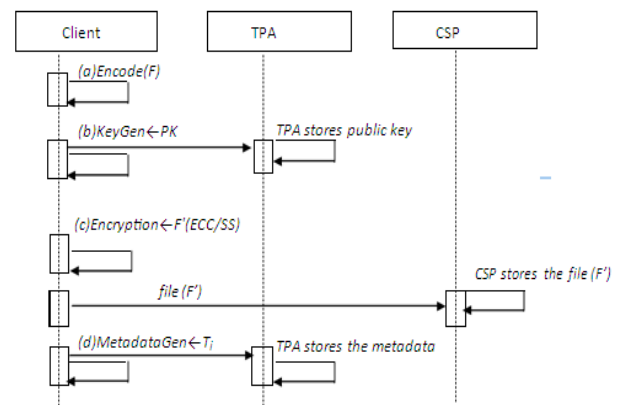 Client
TPA
CSP
(a)Encode(F)
(b)KeyGen←PK
TPA stores public key
(c)Encryption←F'(ECC/SS)
CSP stores the file (F’)
file (F’)
(d)MetadataGen←Ti
TPA stores the metadata